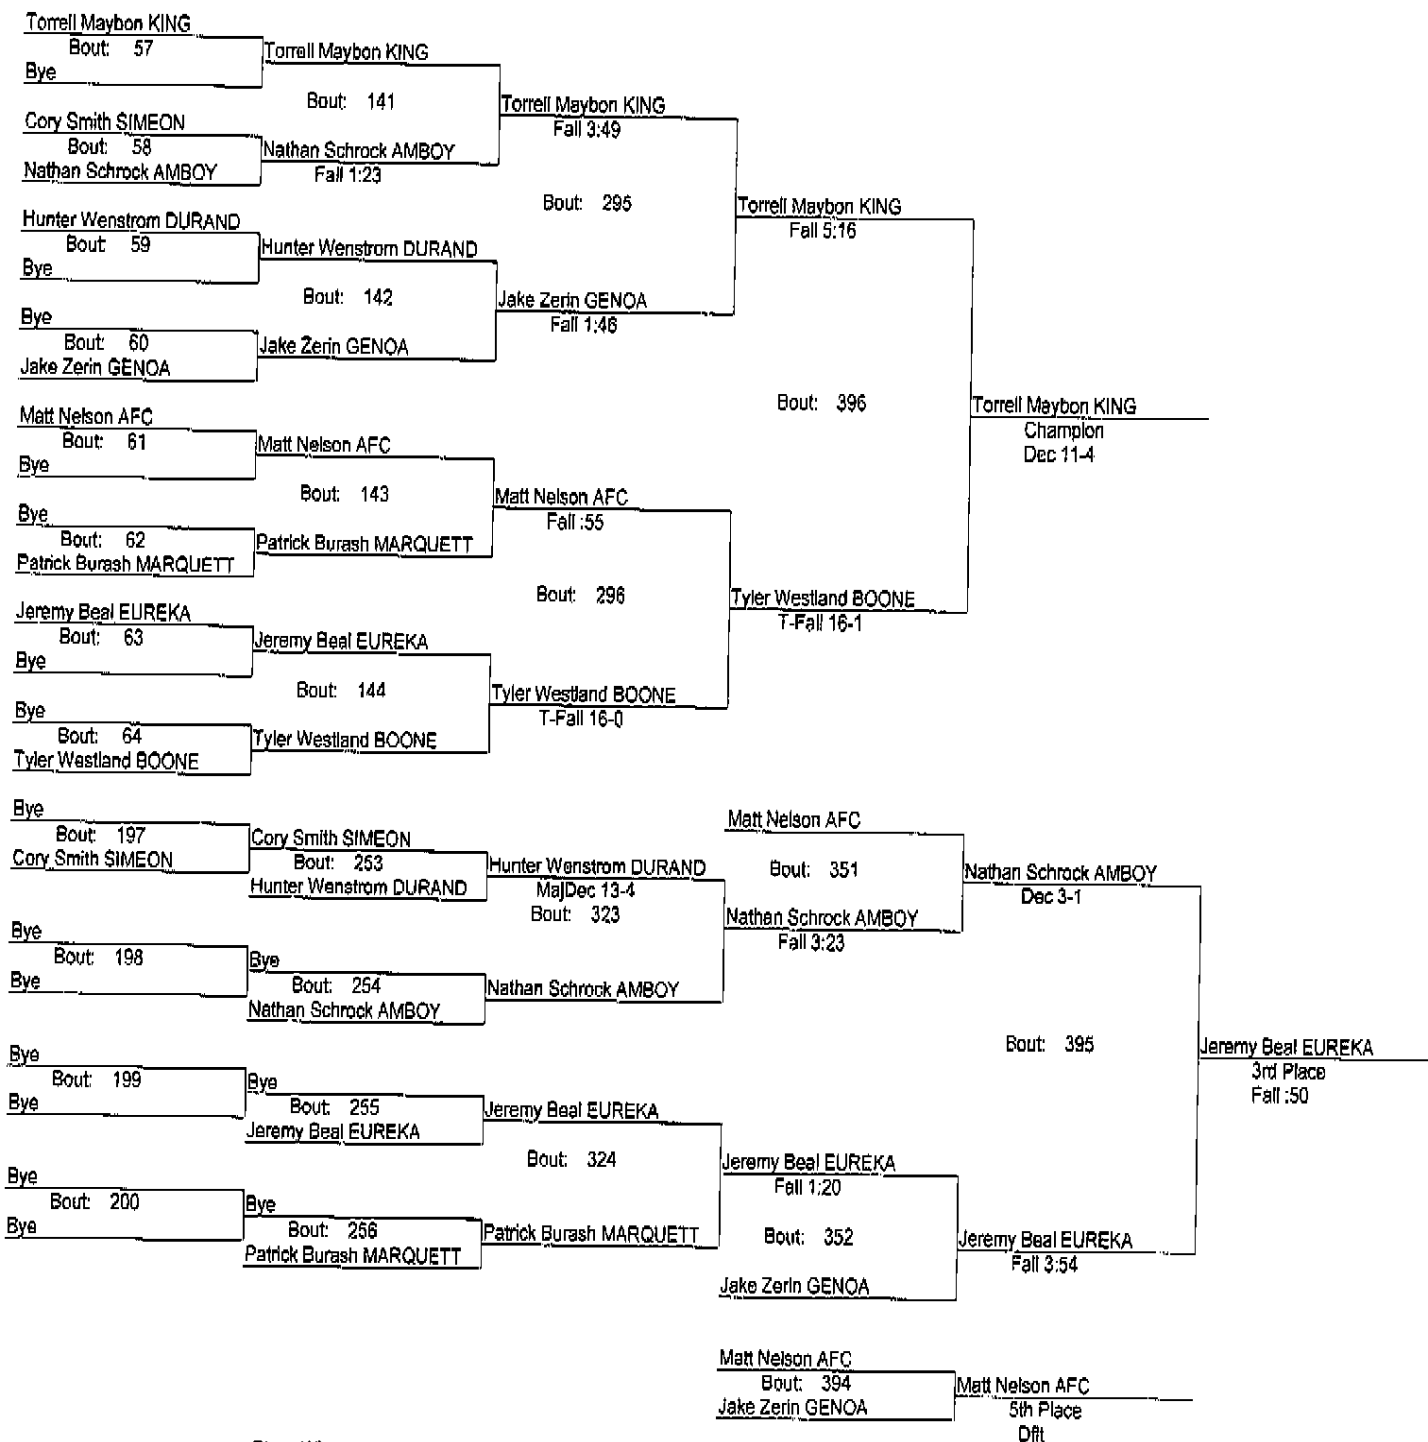 Torrell Maybon KING
Bout: 57
Bye
Torrell Maybon KING
Bout: 141
Cory Smith SIMEON
Bout: 58
Nathan Schrock AMBOY
Nathan Schrock AMBOY
Fall 1:23
Torrell Maybon KING
Fall 3:49
Bout: 295
Hunter Wenstrom DURAND
Bout: 59
Bye
Hunter Wenstrom DURAND
Bout: 142
Bye
Bout: 60
Jake Zerin GENOA
Jake Zerin GENOA
Jake Zerin GENOA
Fall 1:46
Torrell Maybon KING
Fall 5:16
Bout: 396
Torrell Maybon KING
Champion
Dec 11-4
Matt Nelson AFC
Bout: 61
Bye
Matt Nelson AFC
Bout: 143
Bye
Bout: 62
Patrick Burash MARQUETT
Patrick Burash MARQUETT
Matt Nelson AFC
Fall :55
Bout: 296
Jeremy Beal EUREKA
Bout: 63
Bye
Jeremy Beal EUREKA
Bout: 144
Bye
Bout: 64
Tyler Westland BOONE
Tyler Westland BOONE
Tyler Westland BOONE
T-Fall 16-0
Tyler Westland BOONE
T-Fall 16-1
Bye
Bout: 197
Cory Smith SIMEON
Cory Smith SIMEON
Bout: 253
Hunter Wenstrom DURAND
Hunter Wenstrom DURAND
MajDec 13-4
Bout: 323
Bye
Bout: 198
Bye
Bye
Bout: 254
Nathan Schrock AMBOY
Nathan Schrock AMBOY
Matt Nelson AFC
Bout: 351
Nathan Schrock AMBOY
Fall 3:23
Nathan Schrock AMBOY
Dec 3-1
Bout: 395
Jeremy Beal EUREKA
3rd Place
Fall :50
Bye
Bout: 199
Bye
Bye
Bout: 255
Jeremy Beal EUREKA
Jeremy Beal EUREKA
Bout: 324
Bye
Bout: 200
Bye
Bye
Bout: 256
Patrick Burash MARQUETT
Patrick Burash MARQUETT
Jeremy Beal EUREKA
Fall 1:20
Bout: 352
Jake Zerin GENOA
Jeremy Beal EUREKA
Fall 3:54
Matt Nelson AFC
Bout: 394
Jake Zerin GENOA
Matt Nelson AFC
5th Place
Dflt